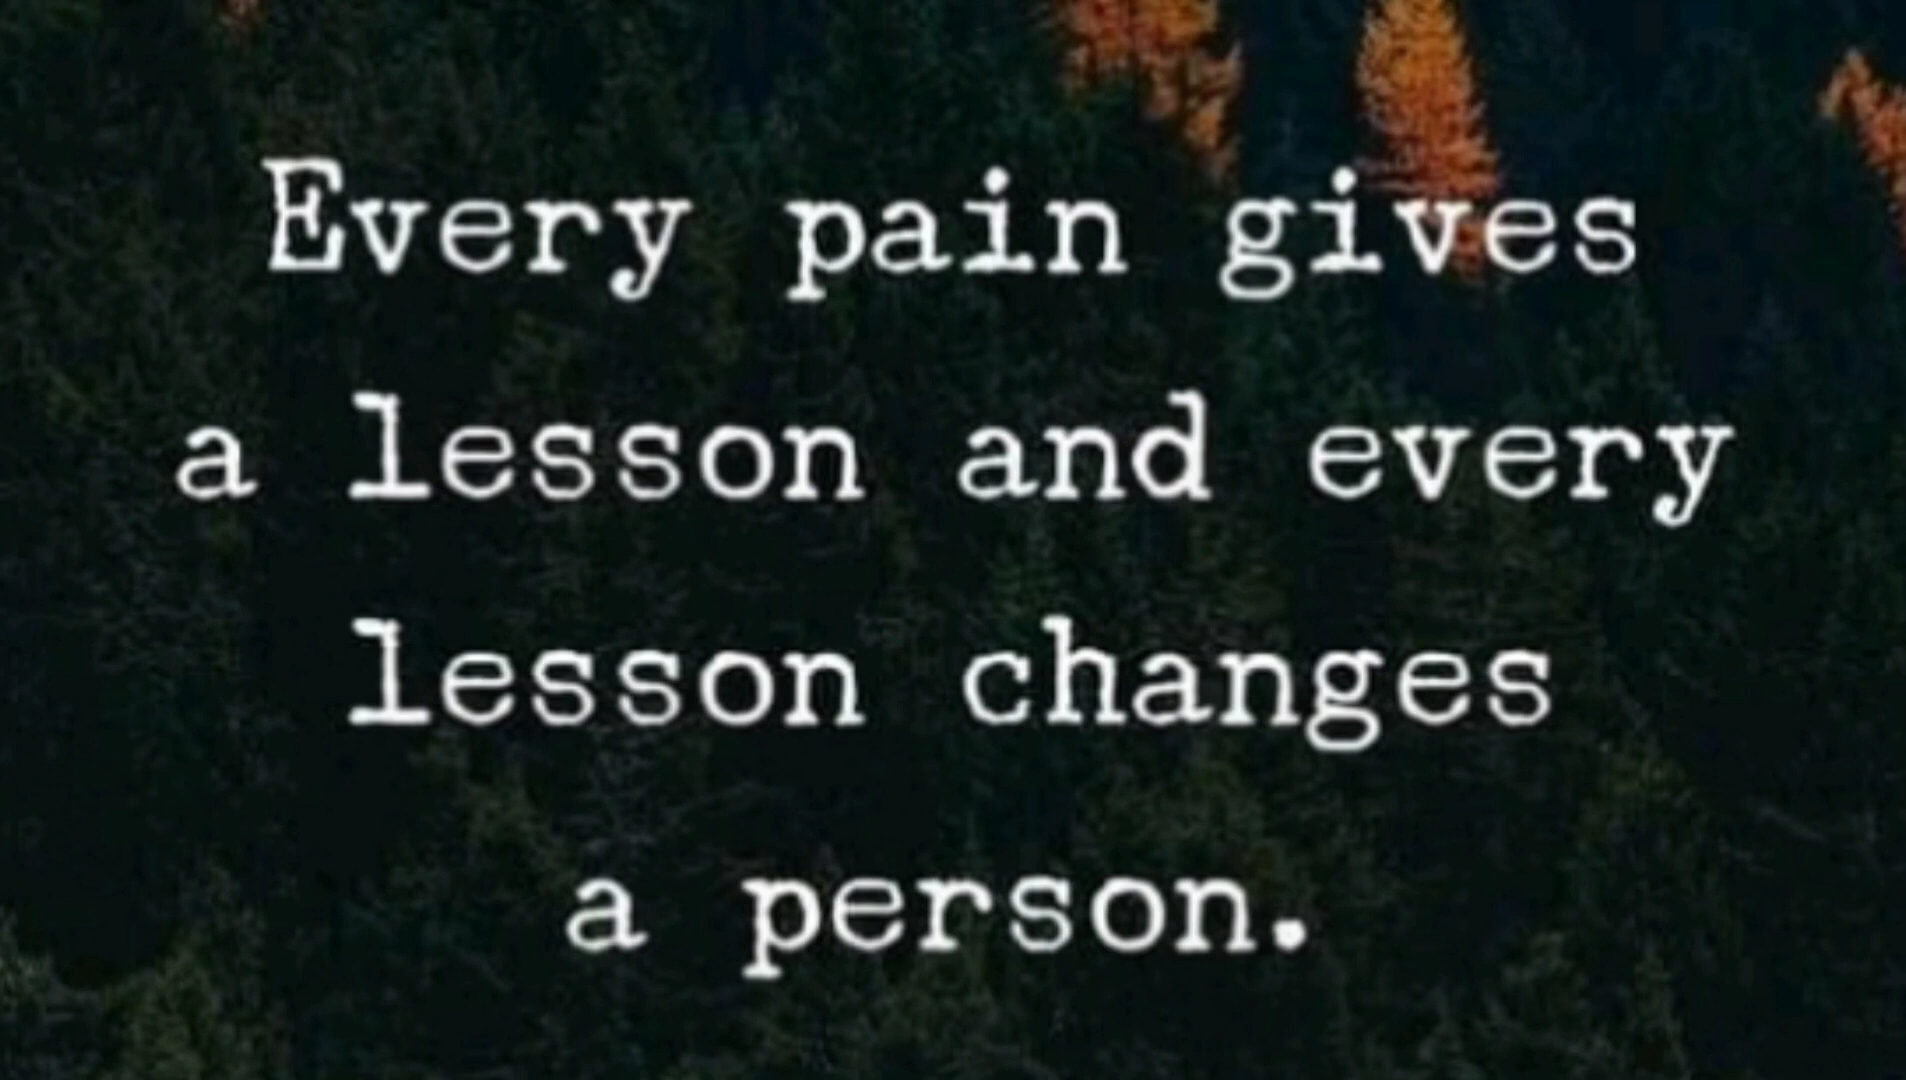 Every pain gives
a lesson and every
lesson changes
a person.